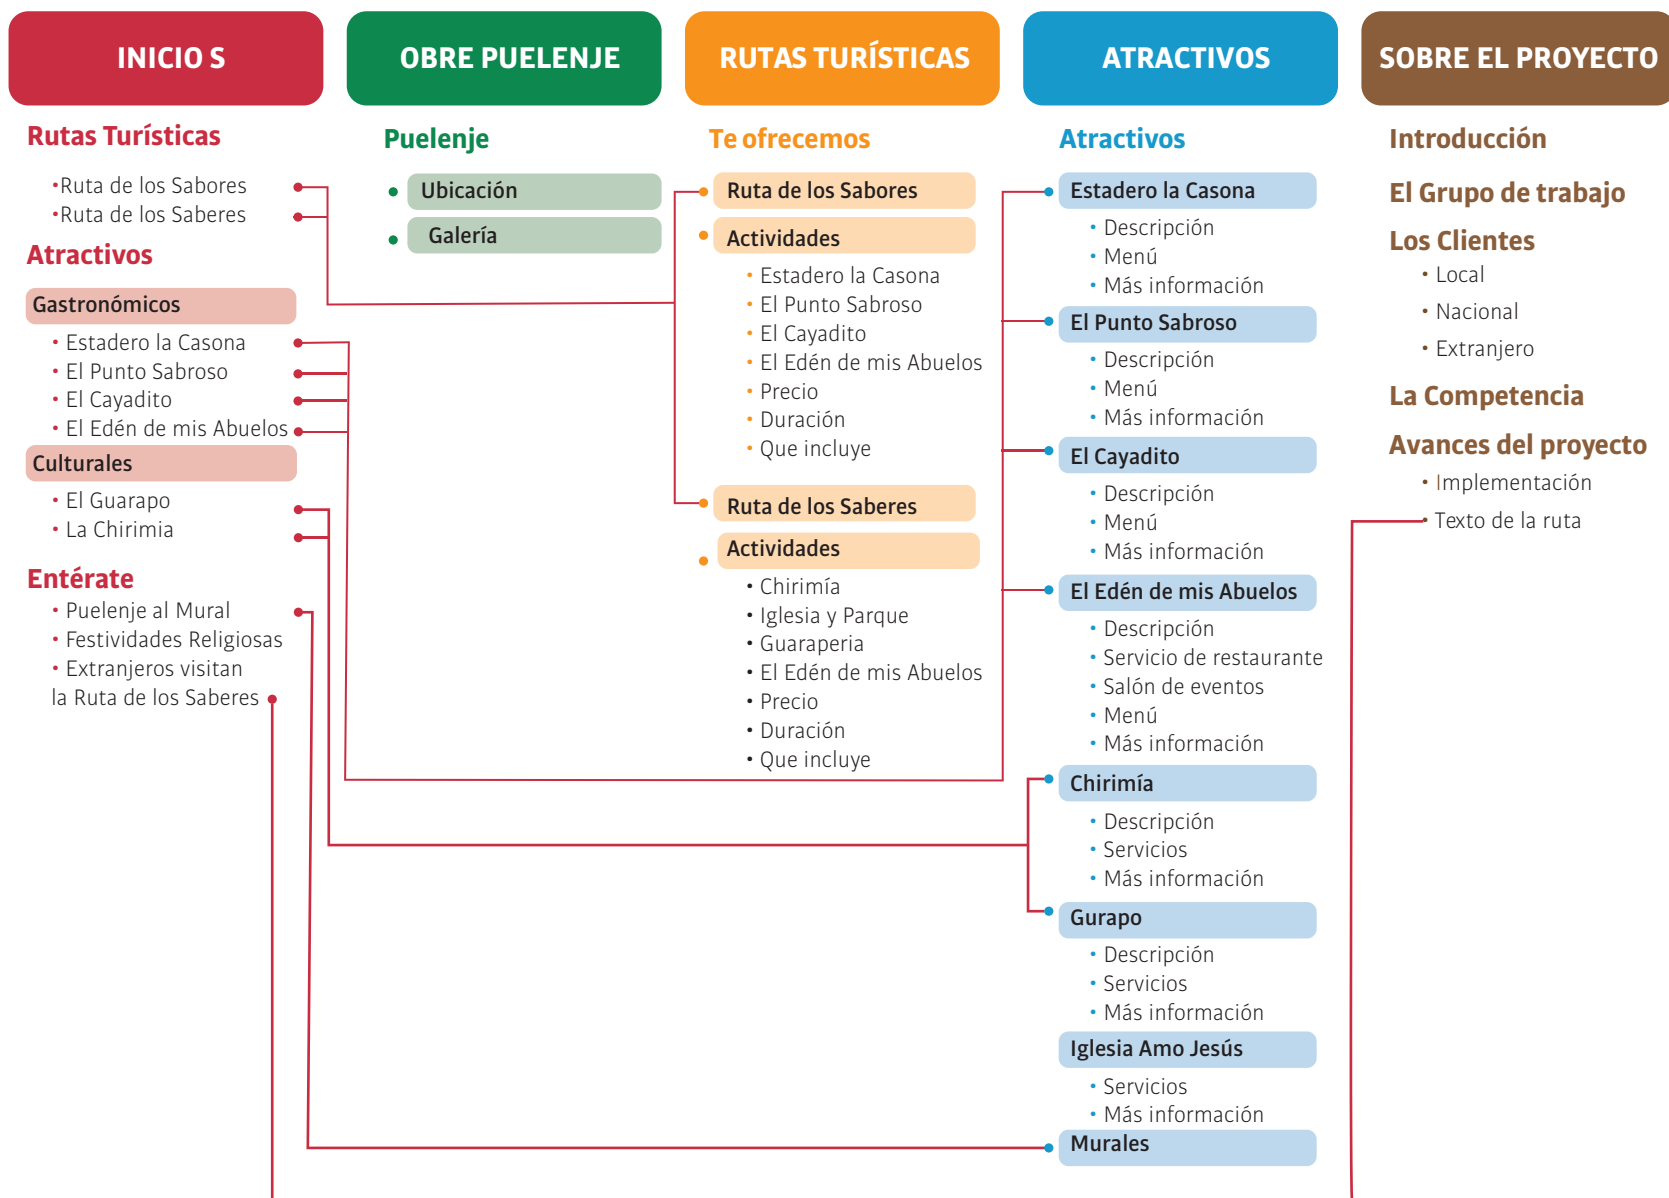 INICIO S
OBRE PUELENJE
RUTAS TURÍSTICAS
ATRACTIVOS
SOBRE EL PROYECTO
Rutas Turísticas
•Ruta de los Sabores
•Ruta de los Saberes
Atractivos
Gastronómicos
• Estadero la Casona
• El Punto Sabroso
• El Cayadito
• El Edén de mis Abuelos
Culturales
• El Guarapo
• La Chirimia
Entérate
• Puelenje al Mural
• Festividades Religiosas
• Extranjeros visitan
la Ruta de los Saberes
Puelenje
Ubicación
Galería
Te ofrecemos
Ruta de los Sabores
Actividades
• Estadero la Casona
• El Punto Sabroso
• El Cayadito
• El Edén de mis Abuelos
• Precio
• Duración
• Que incluye
Ruta de los Saberes
Actividades
• Chirimía
• Iglesia y Parque
• Guaraperia
• El Edén de mis Abuelos
• Precio
• Duración
• Que incluye
Atractivos
Estadero la Casona
• Descripción
• Menú
• Más información
El Punto Sabroso
• Descripción
• Menú
• Más información
El Cayadito
• Descripción
• Menú
• Más información
El Edén de mis Abuelos
• Descripción
• Servicio de restaurante
• Salón de eventos
• Menú
• Más información
Chirimía
• Descripción
• Servicios
• Más información
Gurapo
• Descripción
• Servicios
• Más información
Iglesia Amo Jesús
• Servicios
• Más información
Murales
Introducción
El Grupo de trabajo
Los Clientes
• Local
• Nacional
• Extranjero
La Competencia
Avances del proyecto
• Implementación
• Texto de la ruta